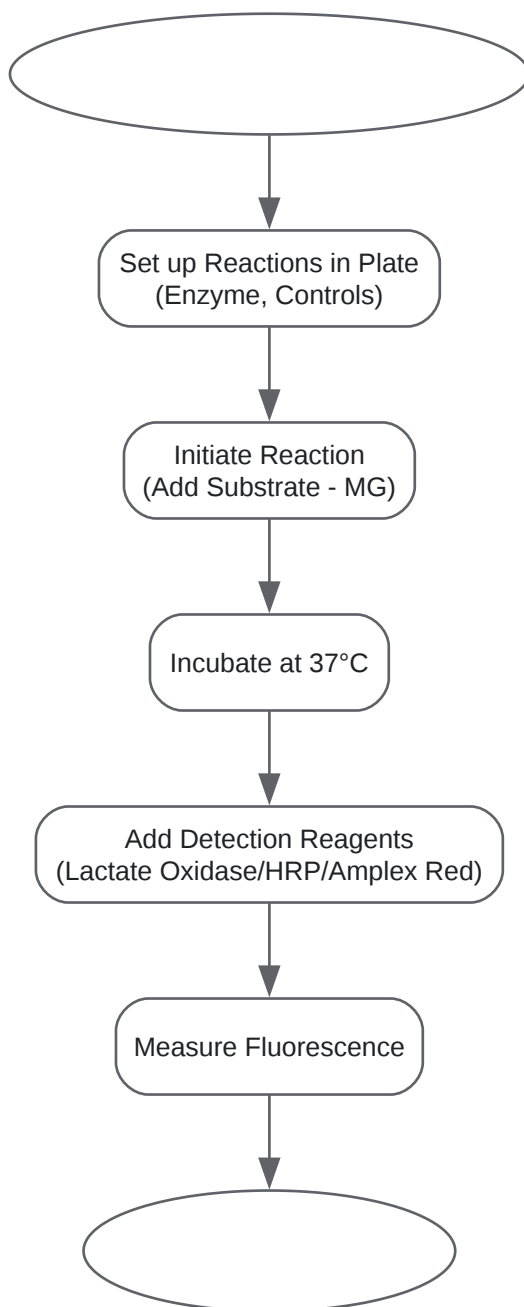 Set up Reactions in Plate
(Enzyme, Controls)
Initiate Reaction
(Add Substrate - MG)
Incubate at 37°C
Add Detection Reagents
(Lactate Oxidase/HRP/Amplex Red)
Measure Fluorescence